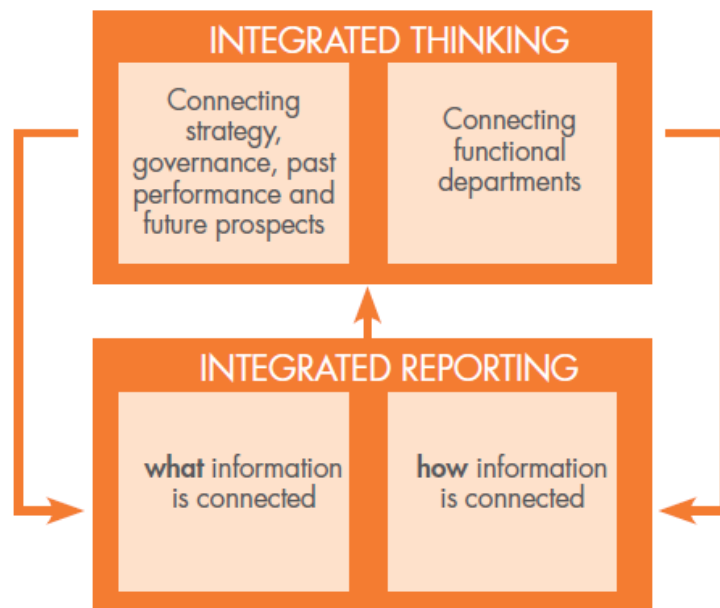 INTEGRATED THINKING
Connecting
strategy,
governance, past
performance and
future prospects
Connecting
functional
departments
INTEGRATED REPORTING
what information
is connected
how information
is connected